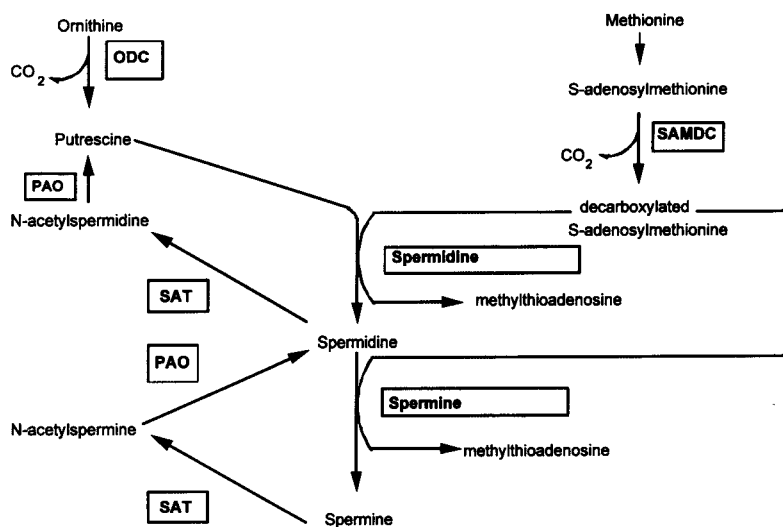 Ornithine
ODC
CO2
Putrescine
PAO
N-acetylspermidine
SAT
PAO
N-acetylspermine
SAT
Methionine
S-adenosylmethionine
SAMDC
CO2
decarboxylated
S-adenosylmethionine
Spermidine
methylthioadenosine
Spermidine
Spermine
methylthioadenosine
Spermine